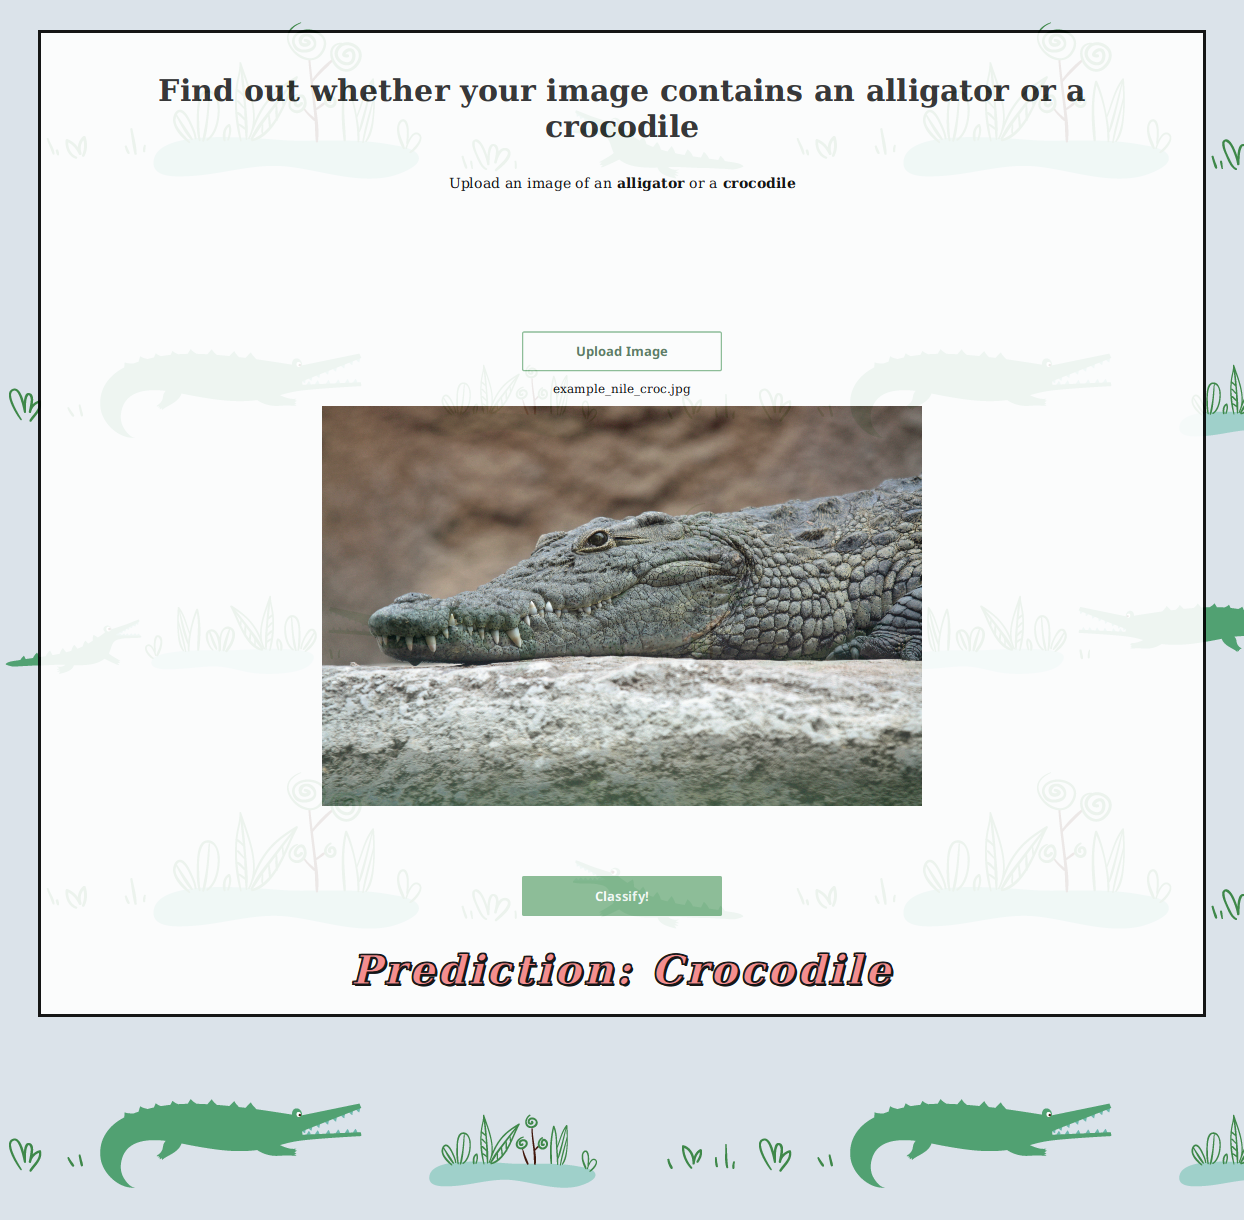 Find out whether your image contains an alligator or a
crocodile
Upload an image of an alligator or a crocodile
Upload Image
example_nile_croc.jpg
Classify!
Prediction: Crocodile